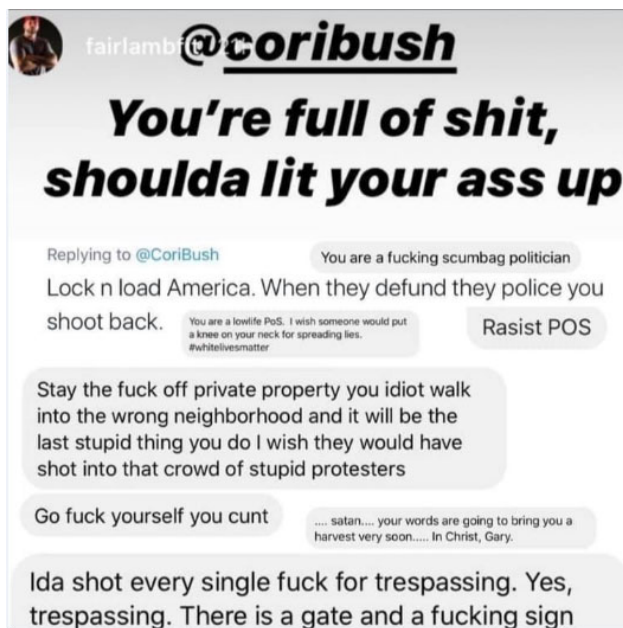 fairlambfit 21h
@coribush
You're full of shit,
shoulda lit your ass up
Replying to @CoriBush
You are a fucking scumbag politician
Lock n load America. When they defund they police you
shoot back.
You are a lowlife PoS. I wish someone would put
a knee on your neck for spreading lies.
#whitelivesmatter
Rasist POS
Stay the fuck off private property you idiot walk
into the wrong neighborhood and it will be the
last stupid thing you do I wish they would have
shot into that crowd of stupid protesters
Go fuck yourself you cunt
.... satan.... your words are going to bring you a
harvest very soon..... In Christ, Gary.
Ida shot every single fuck for trespassing. Yes,
trespassing. There is a gate and a fucking sign